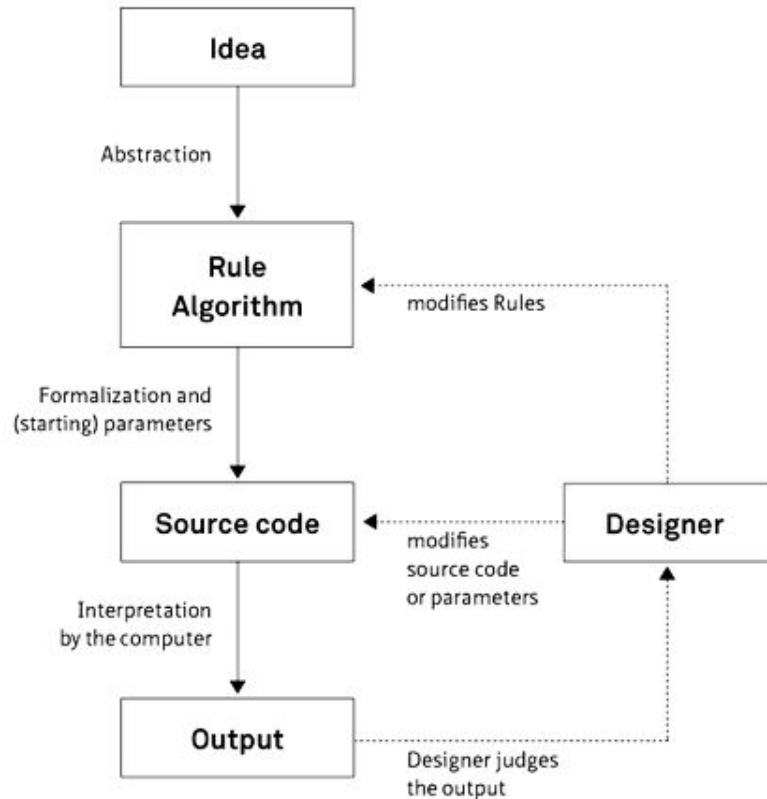 Idea
Abstraction
Rule
Algorithm
modifies Rules
Formalization and
(starting) parameters
Source code
Designer
modifies
source code
or parameters
Interpretation
by the computer
Output
Designer judges
the output